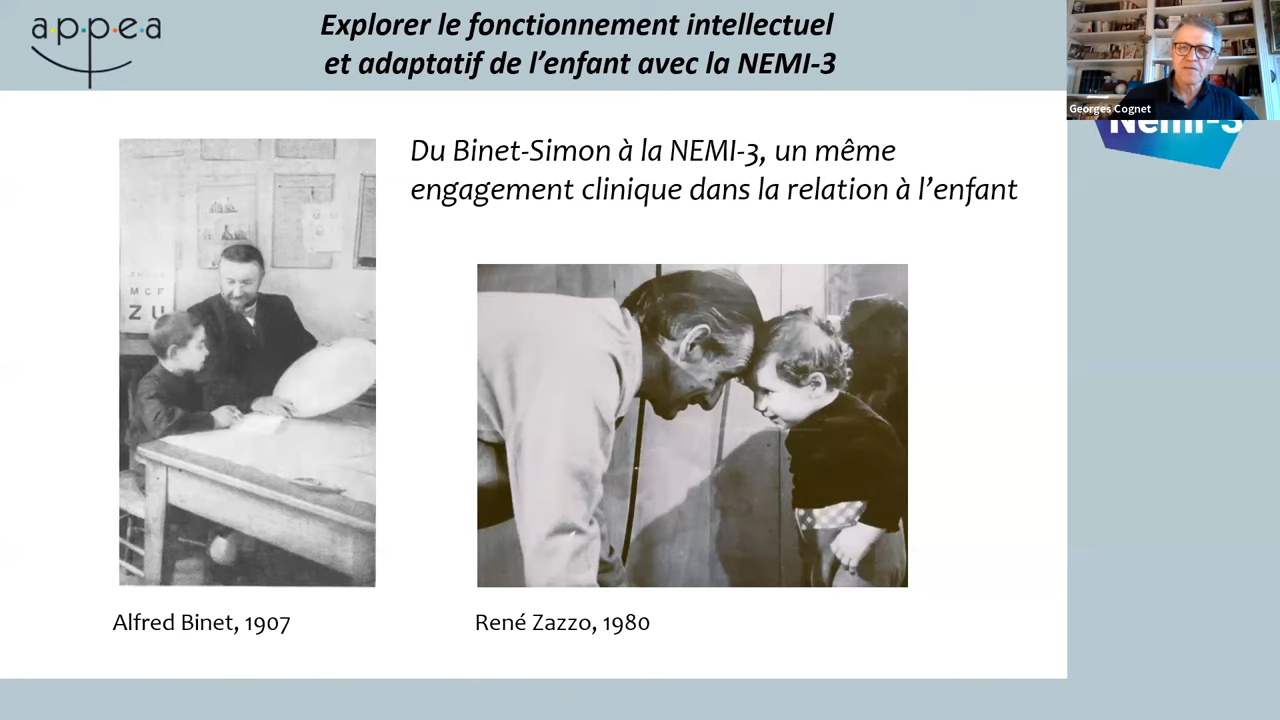 a·p·p·e·a
Explorer le fonctionnement intellectuel
et adaptatif de l’enfant avec la NEMI-3
Georges Cognet
Nemi-3
Du Binet-Simon à la NEMI-3, un même
engagement clinique dans la relation à l’enfant
M C F
Z U
Alfred Binet, 1907
René Zazzo, 1980